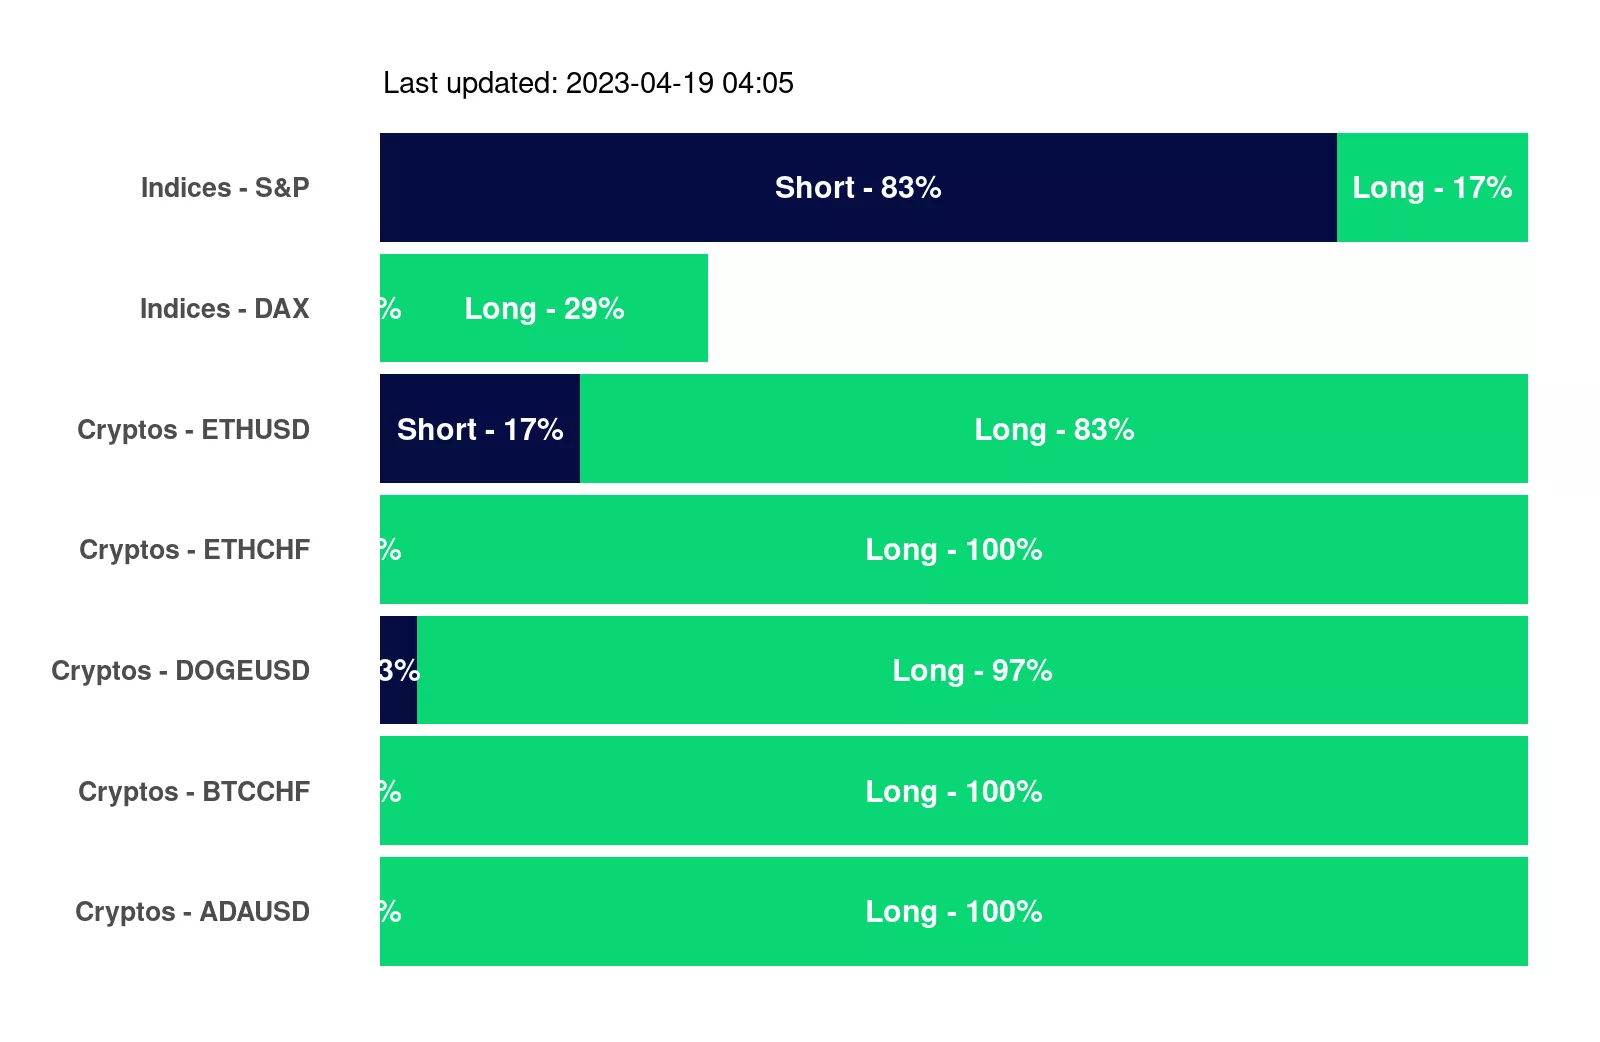 Last updated: 2023-04-19 04:05
Indices - S&P Short - 83% Long - 17%
Indices - DAX % Long - 29%
Cryptos - ETHUSD Short - 17% Long - 83%
Cryptos - ETHCHF % Long - 100%
Cryptos - DOGEUSD 3% Long - 97%
Cryptos - BTCCHF % Long - 100%
Cryptos - ADAUSD % Long - 100%